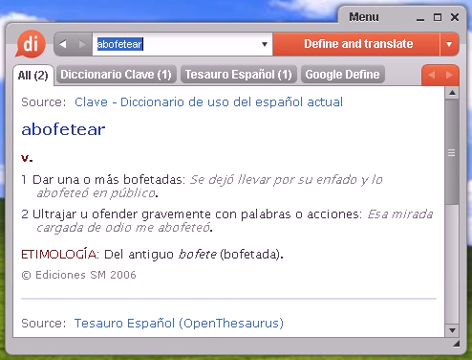 Menu
di
abofetear
Define and translate
All (2)
Diccionario Clave (1)
Tesauro Español (1)
Google Define
Source: Clave - Diccionario de uso del español actual
abofetear
v.
1 Dar una o más bofetadas: Se dejó llevar por su enfado y lo
abofeteó en público.
2 Ultrajar u ofender gravemente con palabras o acciones: Esa mirada
cargada de odio me abofeteó.
ETIMOLOGÍA: Del antiguo bofete (bofetada).
© Ediciones SM 2006
Source: Tesauro Español (OpenThesaurus)